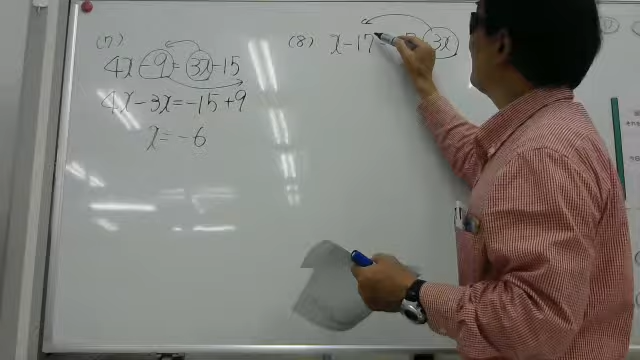 (7)
4x-9=3x-15
4x-3x=-15+9
x=-6
(8) x-17 3x